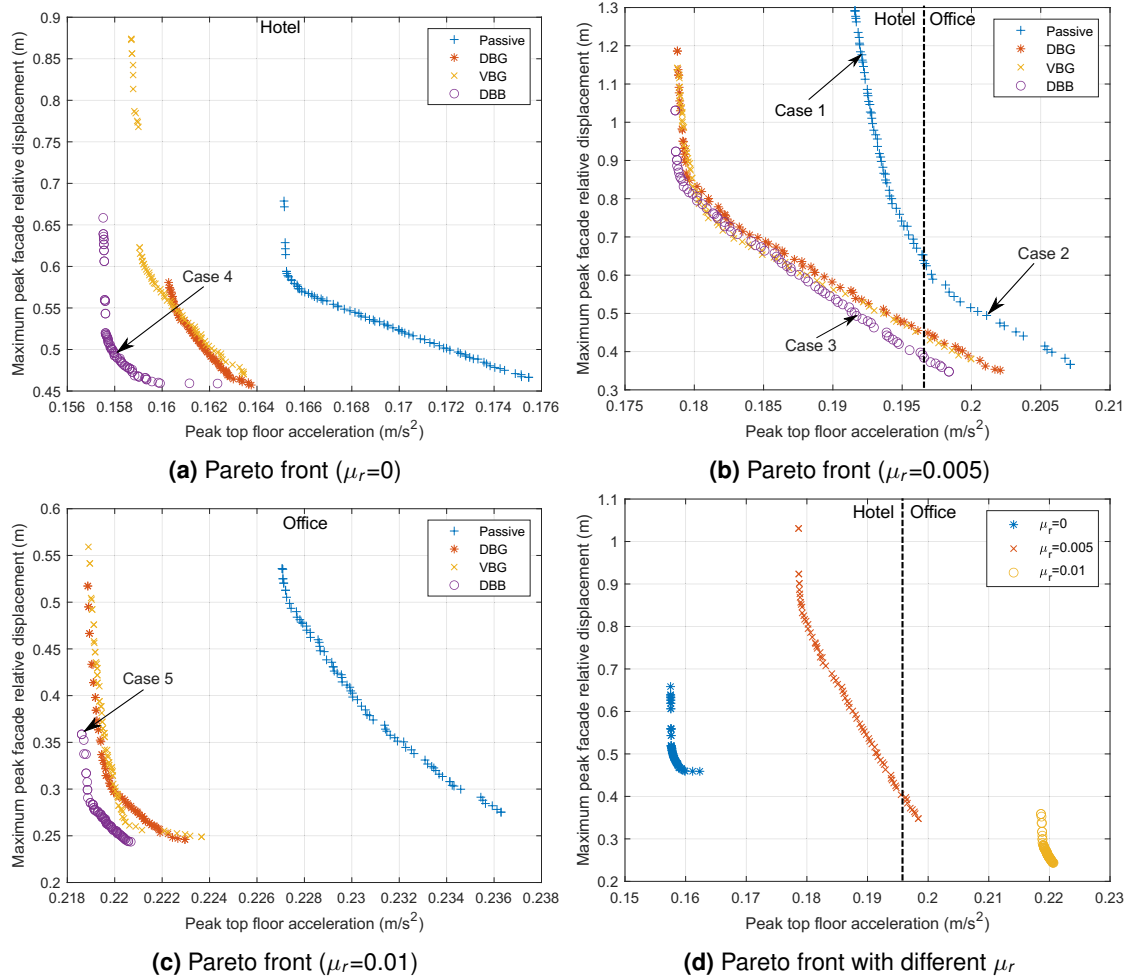 Hotel
Passive
DBG
VBG
DBB
Case 4
0.9
0.85
0.8
0.75
0.7
0.65
0.6
0.55
0.5
0.45
0.156 0.158 0.16 0.162 0.164 0.166 0.168 0.17 0.172 0.174 0.176
Maximum peak facade relative displacement (m)
Peak top floor acceleration (m/s²)
(a) Pareto front (μr=0)
Hotel Office
Passive
DBG
VBG
DBB
Case 1
Case 2
Case 3
1.3
1.2
1.1
1
0.9
0.8
0.7
0.6
0.5
0.4
0.3
0.175 0.18 0.185 0.19 0.195 0.2 0.205 0.21
Maximum peak facade relative displacement (m)
Peak top floor acceleration (m/s²)
(b) Pareto front (μr=0.005)
Office
Passive
DBG
VBG
DBB
Case 5
0.6
0.55
0.5
0.45
0.4
0.35
0.3
0.25
0.2
0.218 0.22 0.222 0.224 0.226 0.228 0.23 0.232 0.234 0.236 0.238
Maximum peak facade relative displacement (m)
Peak top floor acceleration (m/s²)
(c) Pareto front (μr=0.01)
Hotel Office
μr=0
μr=0.005
μr=0.01
1.1
1
0.9
0.8
0.7
0.6
0.5
0.4
0.3
0.2
0.15 0.16 0.17 0.18 0.19 0.2 0.21 0.22 0.23
Maximum peak facade relative displacement (m)
Peak top floor acceleration (m/s²)
(d) Pareto front with different μr